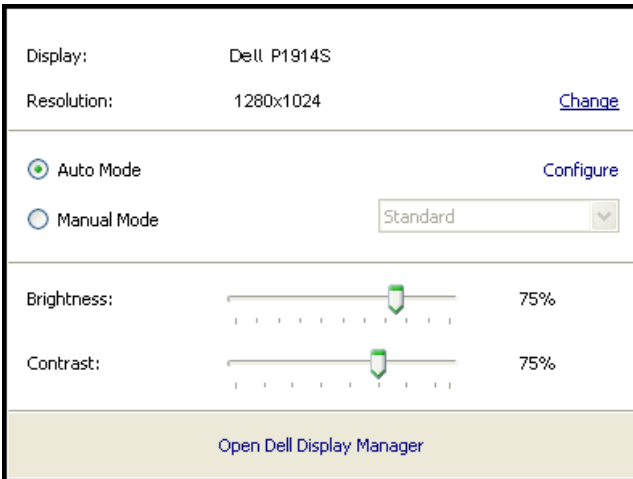 Display: Dell P1914S
Resolution: 1280x1024 Change
Auto Mode Configure
Manual Mode Standard
Brightness: 75%
Contrast: 75%
Open Dell Display Manager